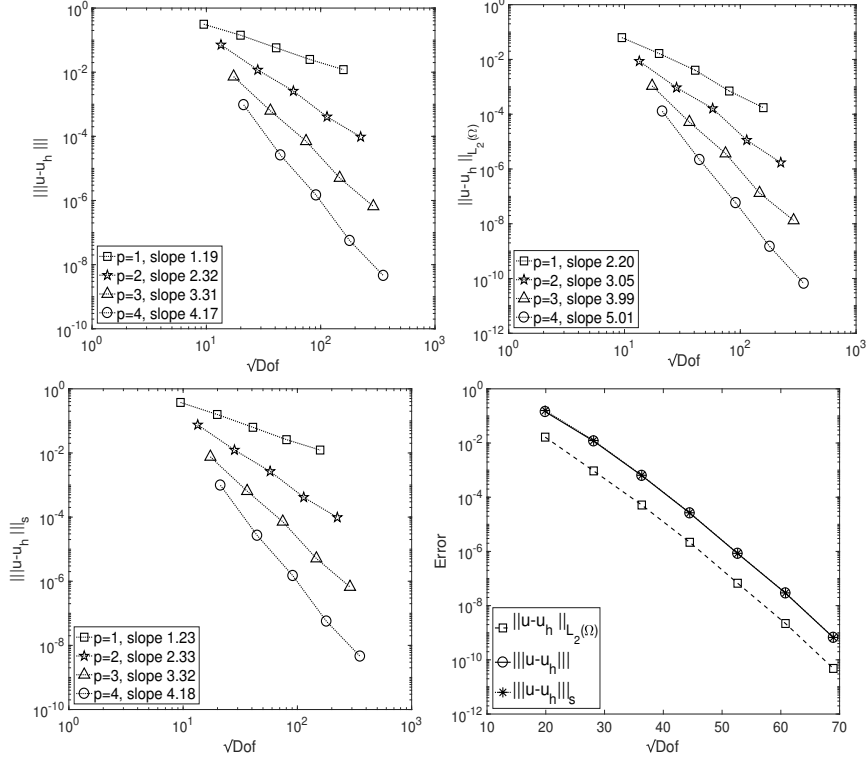 10^0
10^-2
10^-4
10^-6
10^-8
10^-10
|||u-u_h|||
p=1, slope 1.19
p=2, slope 2.32
p=3, slope 3.31
p=4, slope 4.17
10^0 10^1 10^2 10^3
√Dof
10^0
10^-2
10^-4
10^-6
10^-8
10^-10
10^-12
||u-u_h||_{L_2(Ω)}
p=1, slope 2.20
p=2, slope 3.05
p=3, slope 3.99
p=4, slope 5.01
10^0 10^1 10^2 10^3
√Dof
10^0
10^-2
10^-4
10^-6
10^-8
10^-10
|||u-u_h|||_s
p=1, slope 1.23
p=2, slope 2.33
p=3, slope 3.32
p=4, slope 4.18
10^0 10^1 10^2 10^3
√Dof
10^0
10^-2
10^-4
10^-6
10^-8
10^-10
10^-12
Error
||u-u_h||_{L_2(Ω)}
|||u-u_h|||
|||u-u_h|||_s
10 20 30 40 50 60 70
√Dof